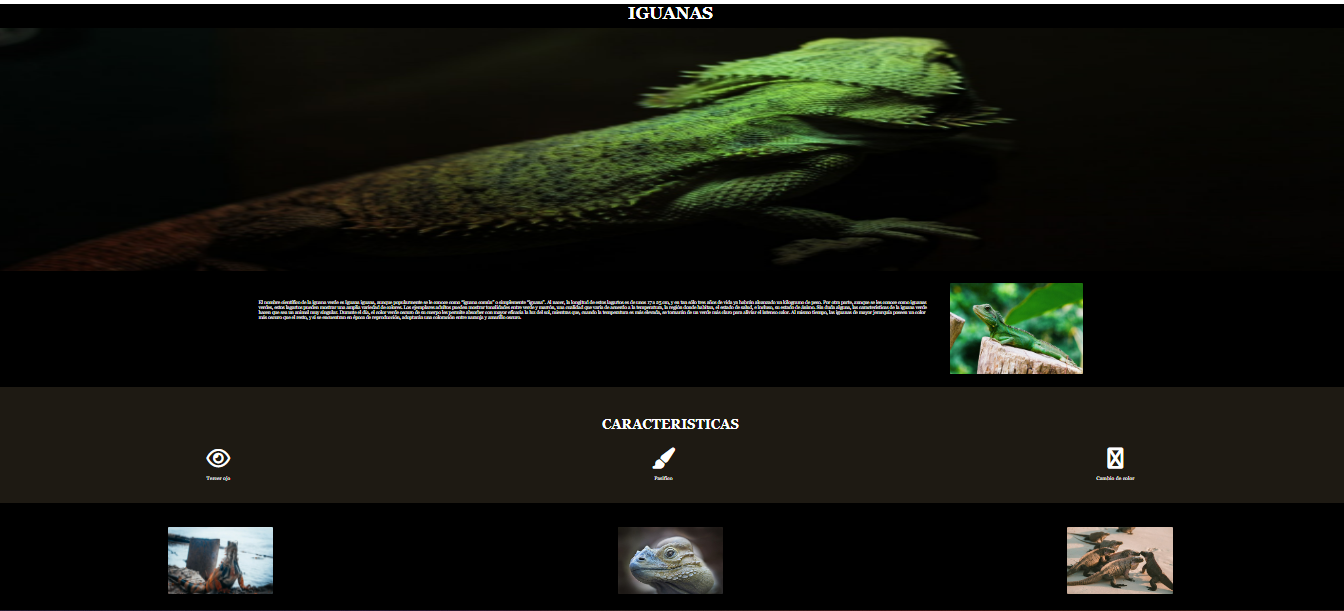 IGUANAS
El nombre científico de la iguana verde es Iguana iguana, aunque popularmente se le conoce como "iguana común" o simplemente "iguana". Al nacer, la longitud de estos lagartos es de unos 17 a 25 cm, y en tan sólo tres años de vida ya habrán alcanzado un kilogramo de peso. Por otra parte, aunque se les conoce como iguanas
verdes, estos lagartos pueden mostrar una amplia variedad de colores. Los ejemplares adultos pueden mostrar tonalidades entre verde y marrón, una cualidad que varía de acuerdo a la temperatura, la región donde habitan, el estado de salud, o incluso, su estado de ánimo. Sin duda alguna, las características de la iguana verde
hacen que sea un animal muy singular. Durante el día, el color verde oscuro de su cuerpo les permite absorber con mayor eficacia la luz del sol, mientras que, cuando la temperatura es más elevada, se tornarán de un verde más claro para aliviar el intenso calor. Al mismo tiempo, las iguanas de mayor jerarquía poseen un color
más oscuro que el resto, y si se encuentran en época de reproducción, adoptarán una coloración entre naranja y amarillo oscuro.
CARACTERISTICAS
Tercer ojo
Pacifico
Cambio de color